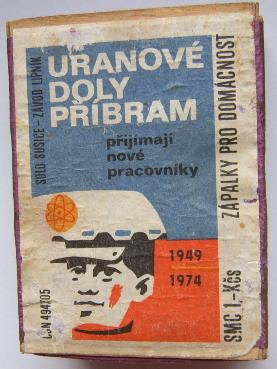 URANOVÉ
DOLY
PŘÍBRAM
přijímají
nové
pracovníky
1949
1974
SOLO SUŠICE – ZÁVOD LIPNÍK
ČSN 494705
ZÁPALKY PRO DOMÁCNOST
SMC 1,- Kčs